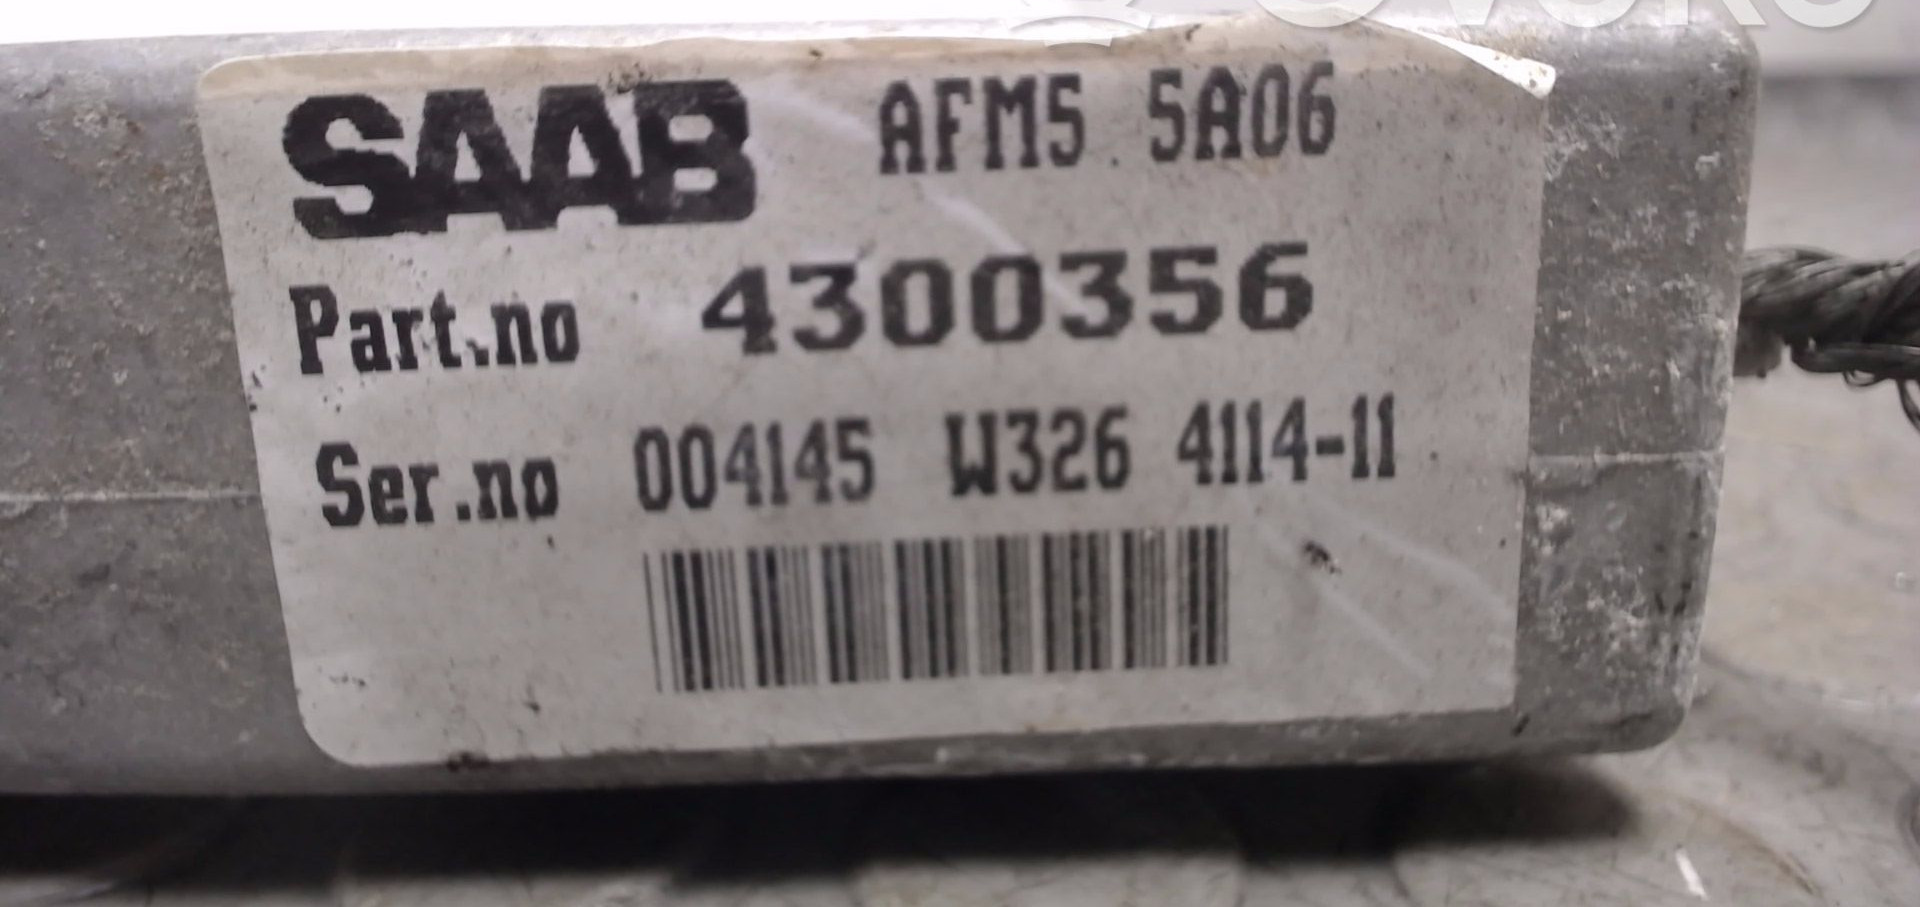 SAAB AFM5 5A06
Part.no 4300356
Ser.no 004145 W326 4114-11